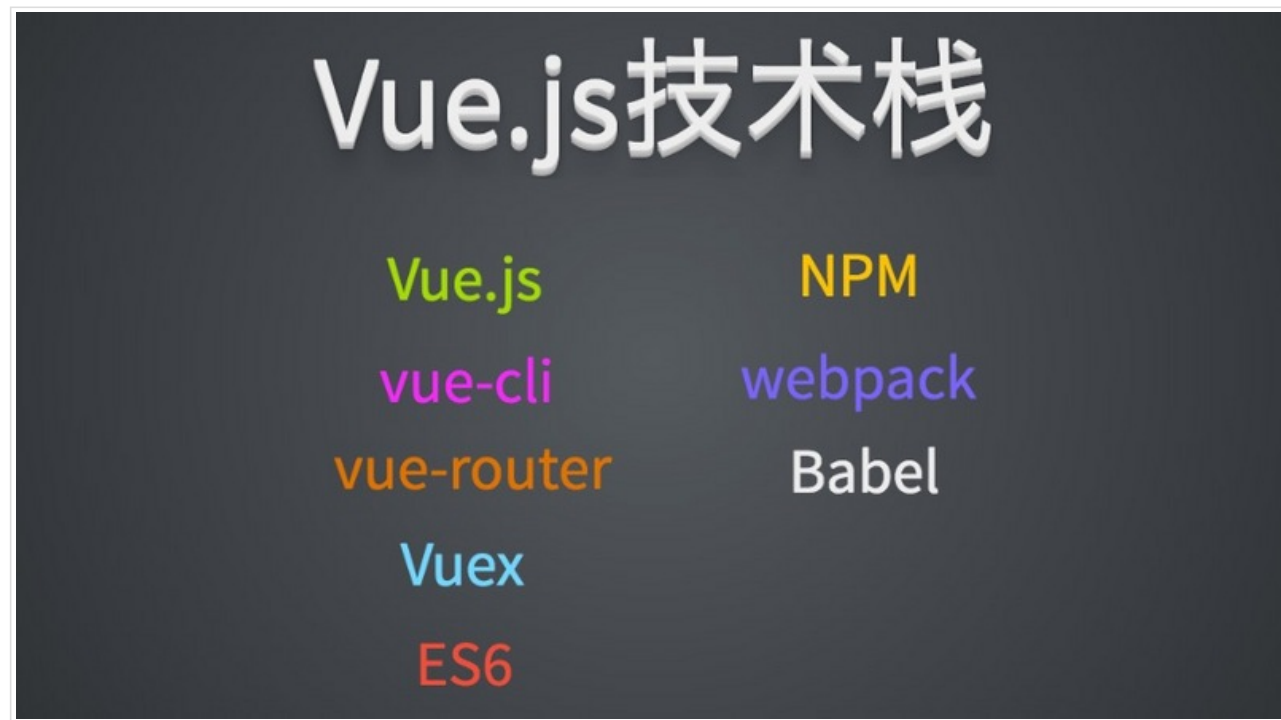 Vue.js技术栈
Vue.js
vue-cli
vue-router
Vuex
ES6
NPM
webpack
Babel